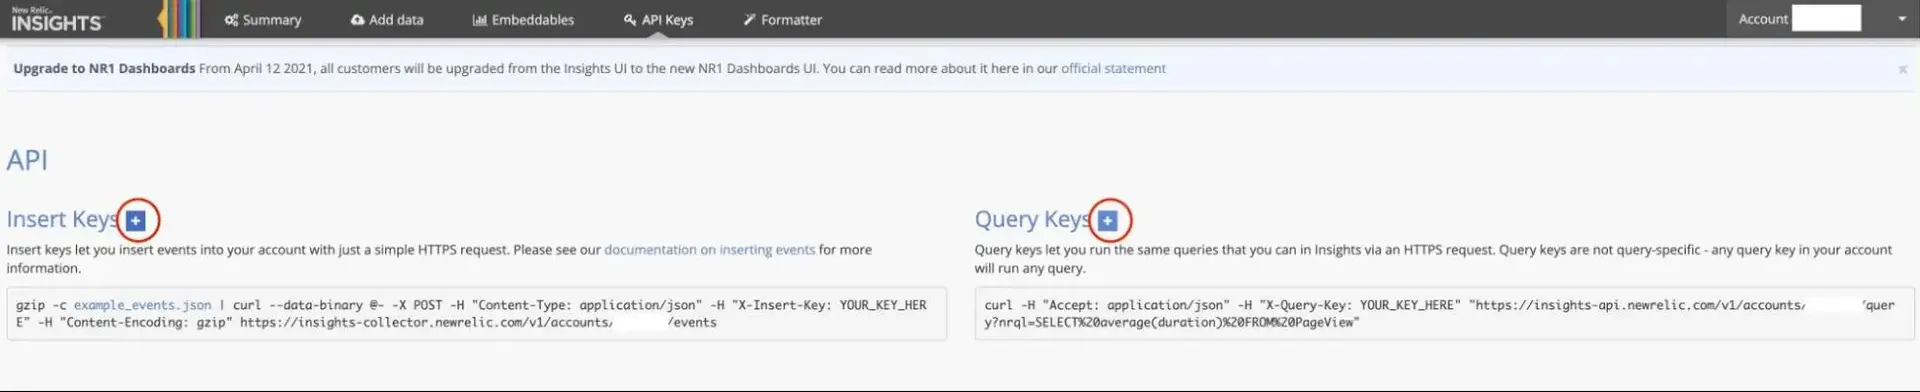 New Relic.
INSIGHTS
Summary
Add data
Embeddables
API Keys
Formatter
Account
Upgrade to NR1 Dashboards From April 12 2021, all customers will be upgraded from the Insights UI to the new NR1 Dashboards UI. You can read more about it here in our official statement
API
Insert Keys
Insert keys let you insert events into your account with just a simple HTTPS request. Please see our documentation on inserting events for more
information.
gzip -c example_events.json | curl --data-binary @- -X POST -H "Content-Type: application/json" -H "X-Insert-Key: YOUR_KEY_HER
E" -H "Content-Encoding: gzip" https://insights-collector.newrelic.com/v1/accounts/ /events
Query Keys
Query keys let you run the same queries that you can in Insights via an HTTPS request. Query keys are not query-specific - any query key in your account
will run any query.
curl -H "Accept: application/json" -H "X-Query-Key: YOUR_KEY_HERE" "https://insights-api.newrelic.com/v1/accounts/ /quer
y?nrql=SELECT%20average(duration)%20FROM%20PageView"